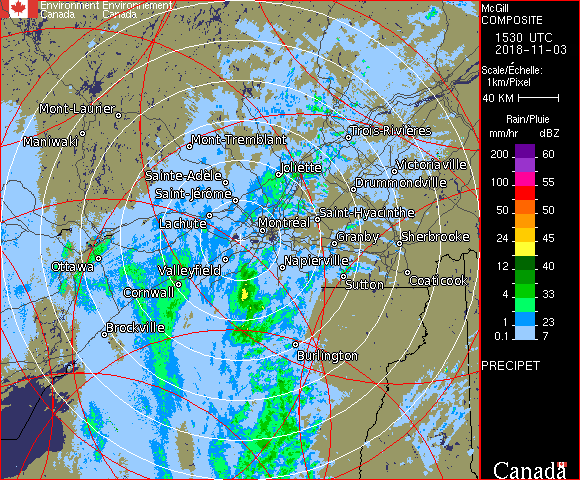 Environment Environnement
Canada Canada
McGill
COMPOSITE
1530 UTC
2018-11-03
Scale/Échelle:
1km/Pixel
40 KM
Rain/Pluie
mm/hr dBZ
200 60
100 55
50 50
24 45
12 40
4 33
1 23
0.1 7
PRECIPET
Canada
Mont-Laurier
Maniwaki
Mont-Tremblant
Trois-Rivières
Sainte-Adèle
Joliette
Victoriaville
Saint-Jérôme
Drummondville
Lachute
Montréal
Saint-Hyacinthe
Granby
Sherbrooke
Ottawa
Valleyfield
Napierville
Cornwall
Sutton
Coaticook
Brockville
Burlington